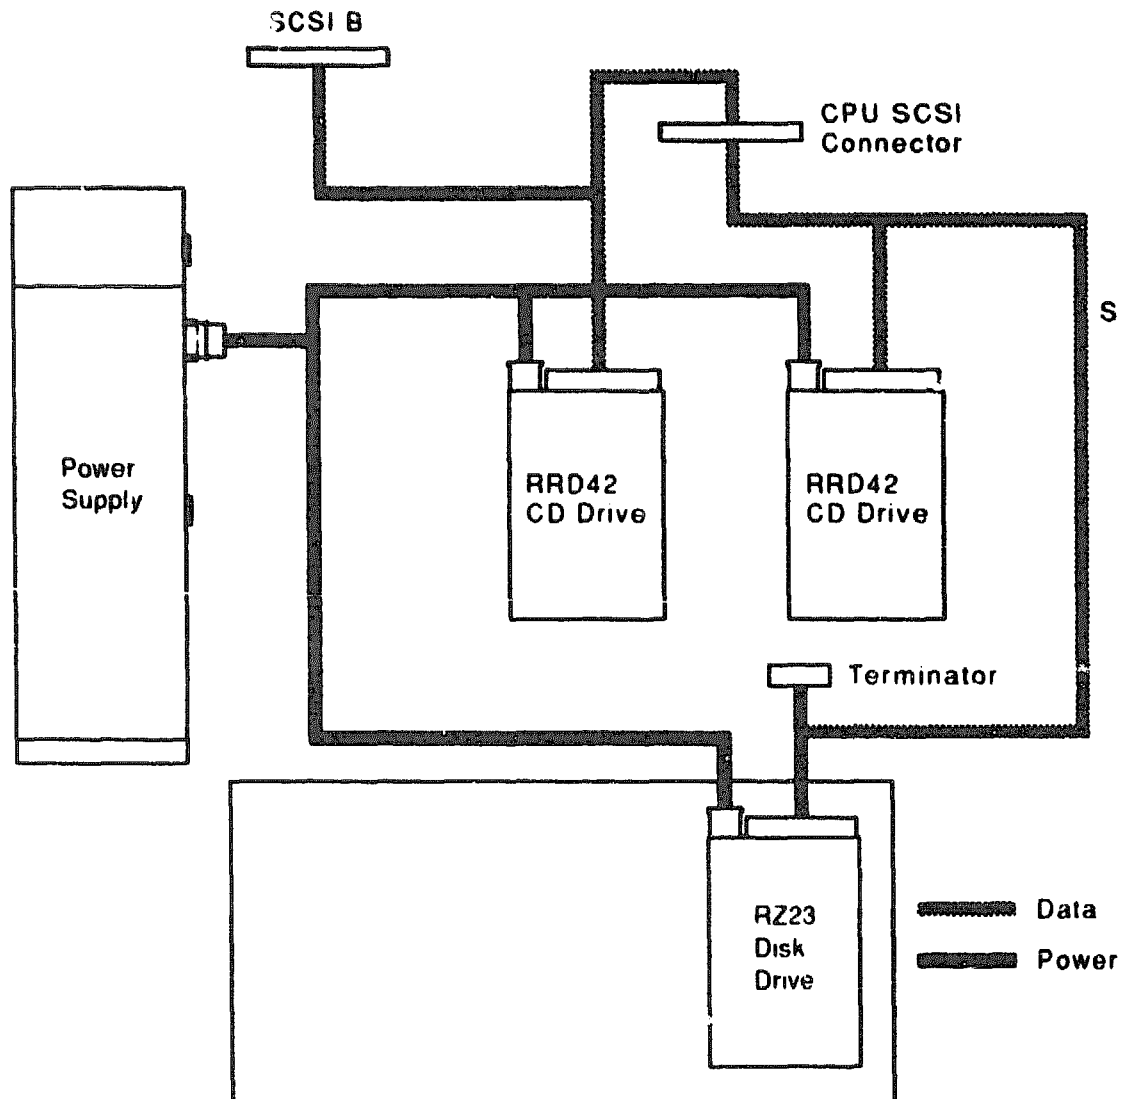 SCSI B
CPU SCSI
Connector
S
Power
Supply
RRD42
CD Drive
RRD42
CD Drive
Terminator
RZ23
Disk
Drive
Data
Power